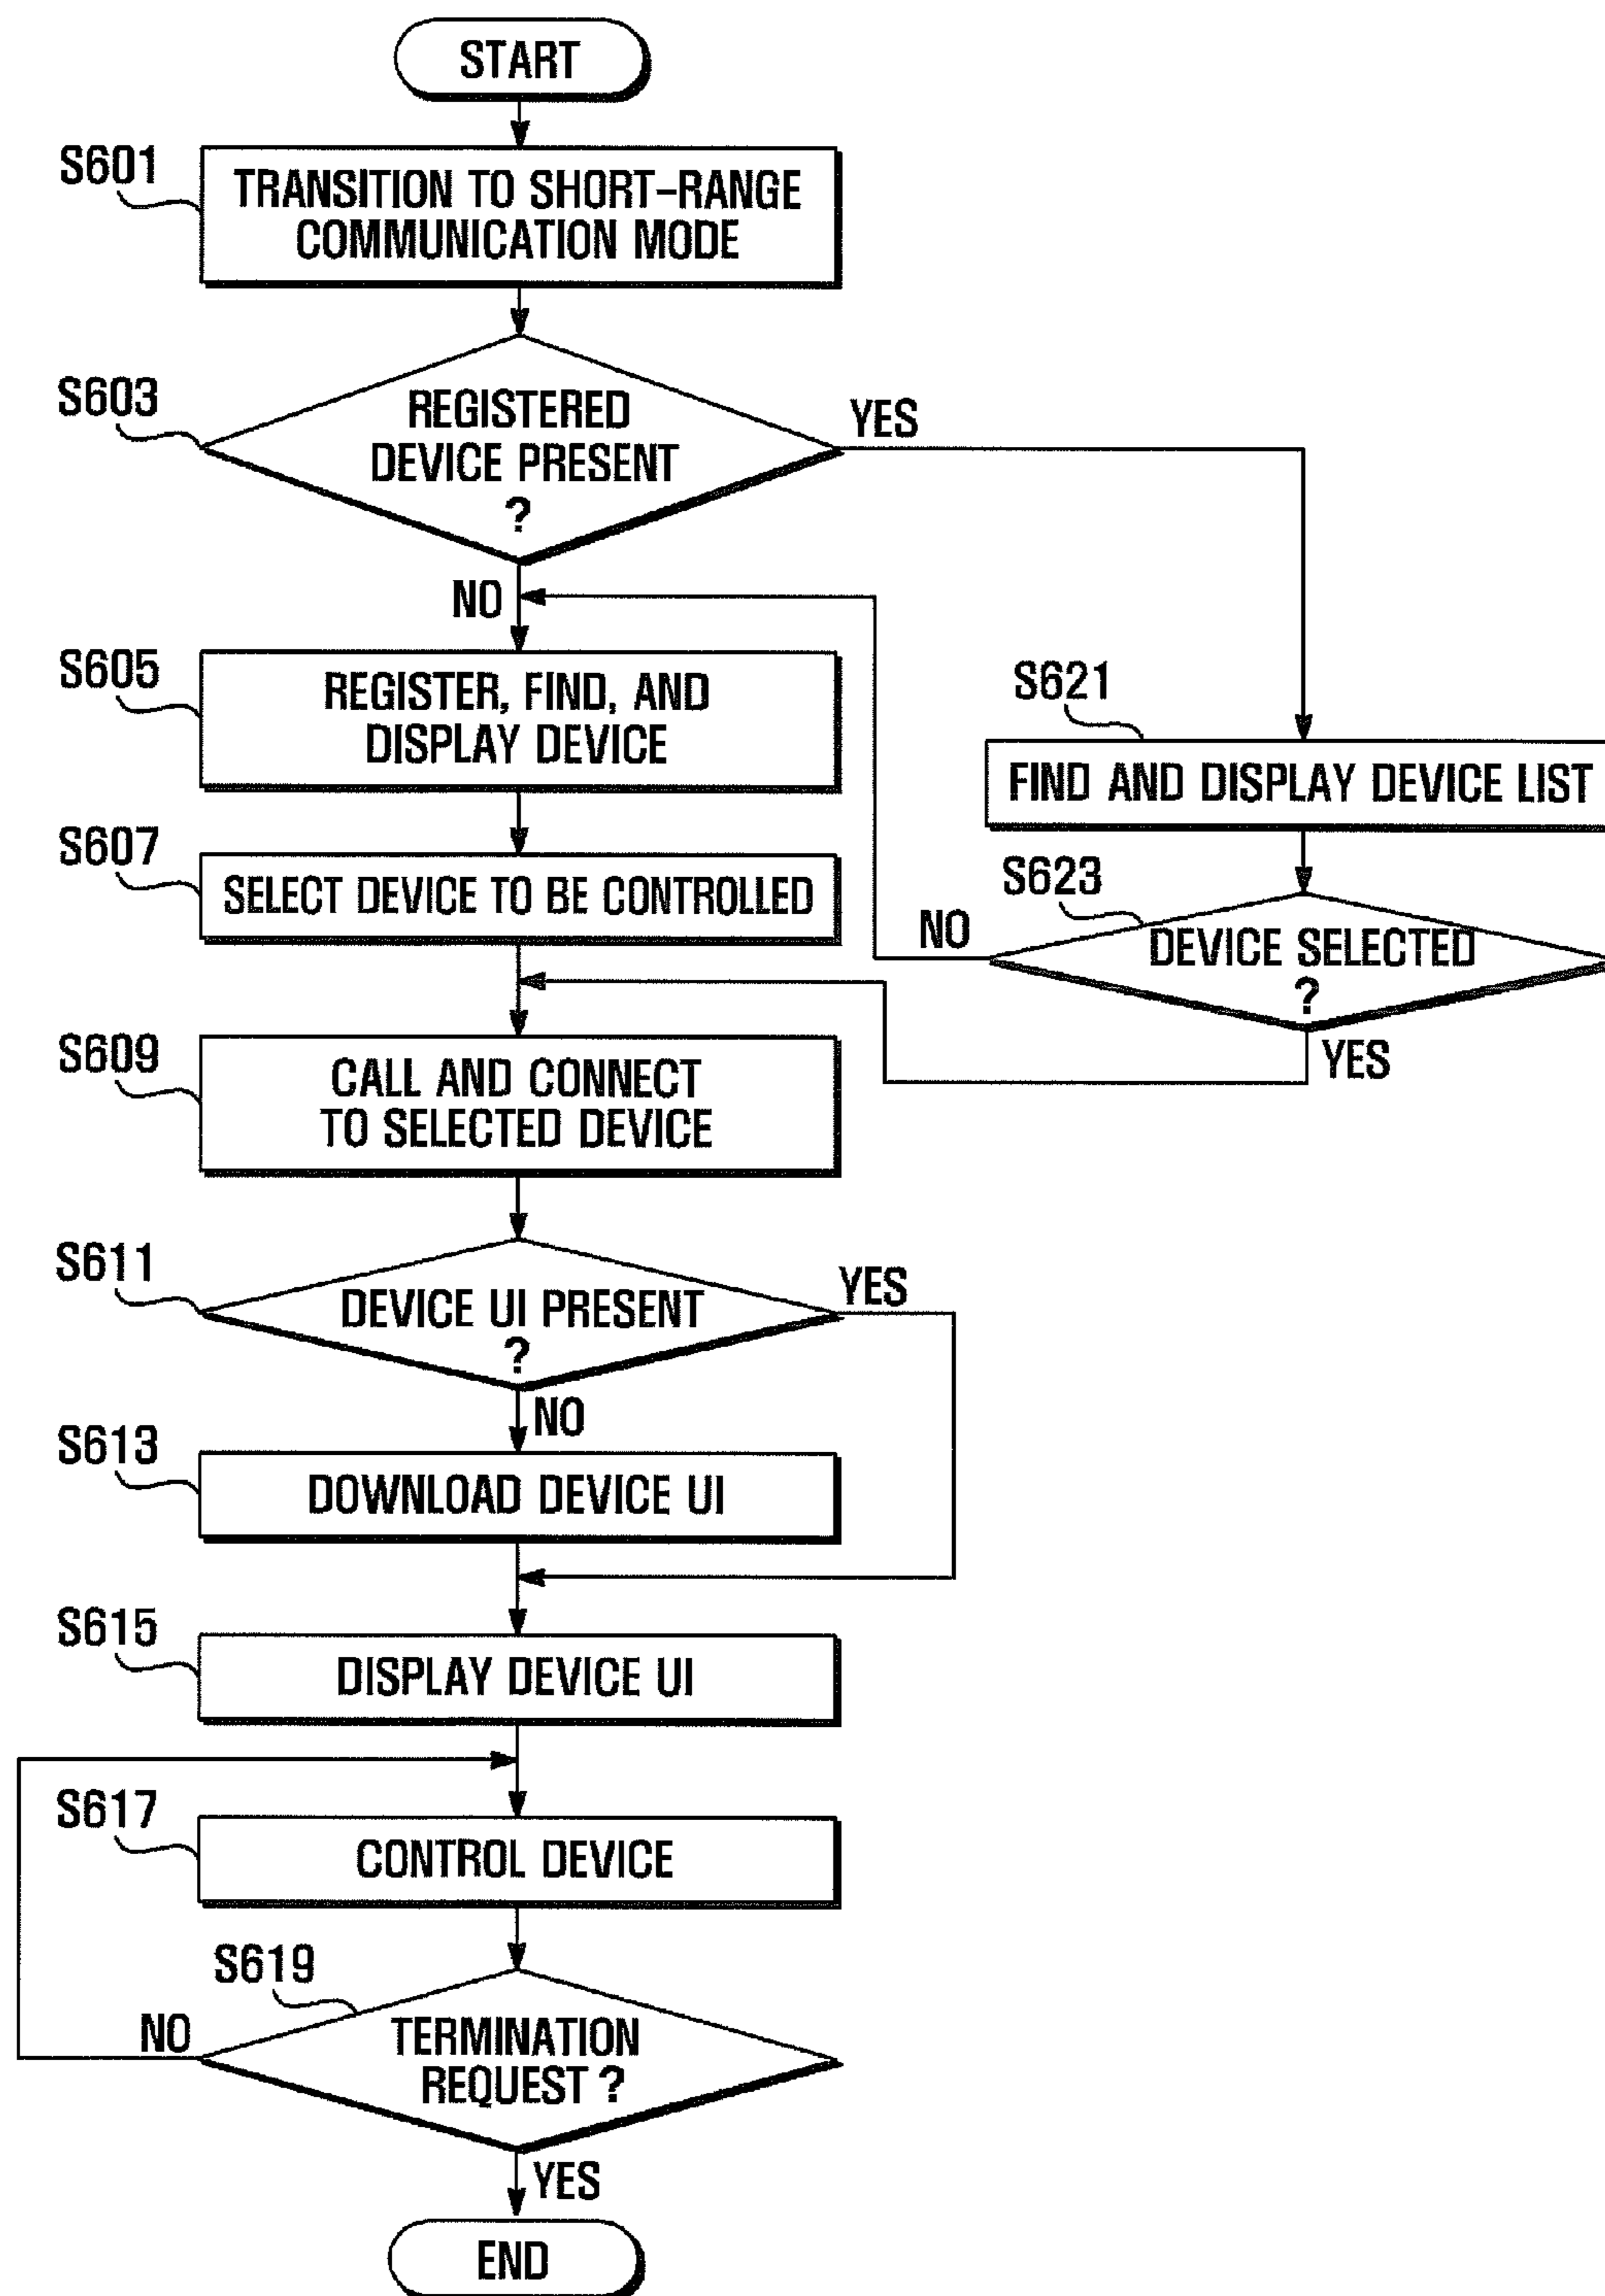 START
S601
TRANSITION TO SHORT-RANGE
COMMUNICATION MODE
S603
REGISTERED
DEVICE PRESENT
?
YES
NO
S605
REGISTER, FIND, AND
DISPLAY DEVICE
S621
FIND AND DISPLAY DEVICE LIST
S607
SELECT DEVICE TO BE CONTROLLED
S623
DEVICE SELECTED
?
NO
YES
S609
CALL AND CONNECT
TO SELECTED DEVICE
S611
DEVICE UI PRESENT
?
YES
NO
S613
DOWNLOAD DEVICE UI
S615
DISPLAY DEVICE UI
S617
CONTROL DEVICE
S619
TERMINATION
REQUEST ?
NO
YES
END